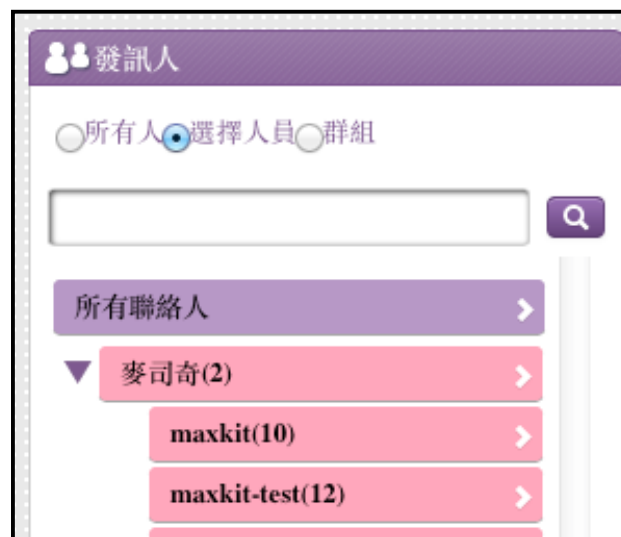 發訊人
所有人選擇人員群組
所有聯絡人
麥司奇(2)
maxkit(10)
maxkit-test(12)